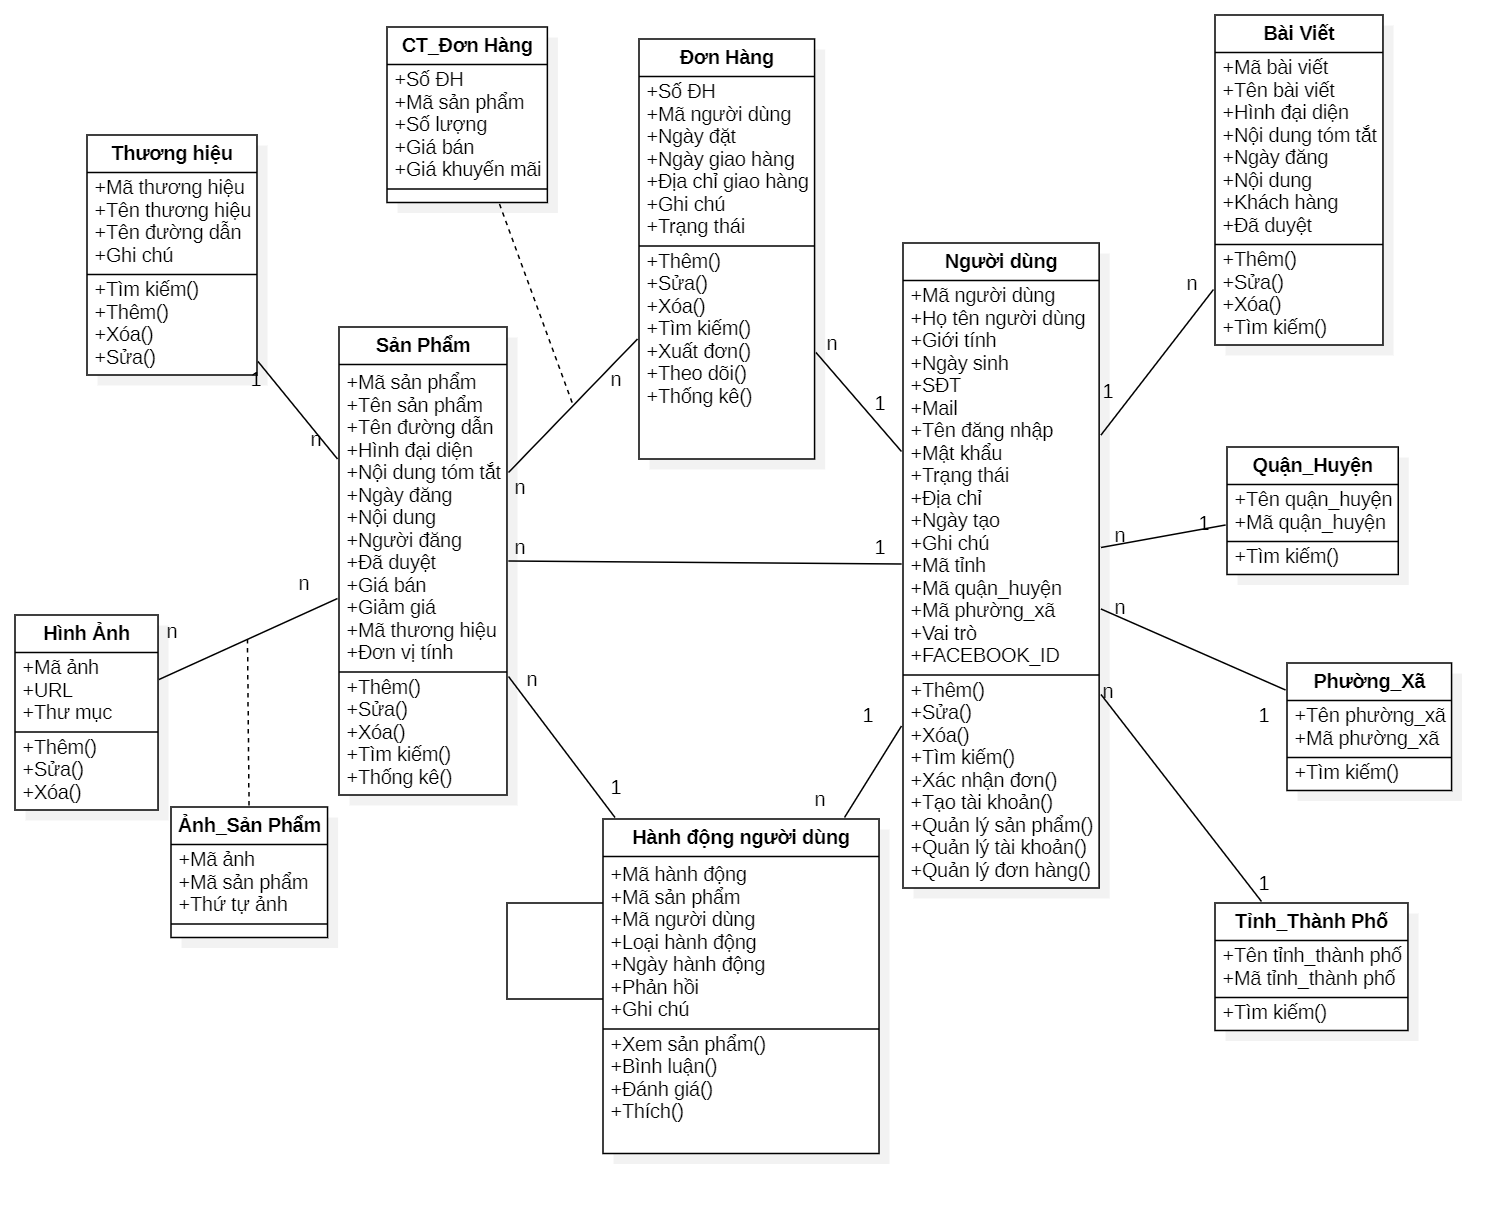 CT_Đơn Hàng
+Số ĐH
+Mã sản phẩm
+Số lượng
+Giá bán
+Giá khuyến mãi
Đơn Hàng
+Số ĐH
+Mã người dùng
+Ngày đặt
+Ngày giao hàng
+Địa chỉ giao hàng
+Ghi chú
+Trạng thái
+Thêm()
+Sửa()
+Xóa()
+Tìm kiếm()
+Xuất đơn()
+Theo dõi()
+Thống kê()
Bài Viết
+Mã bài viết
+Tên bài viết
+Hình đại diện
+Nội dung tóm tắt
+Ngày đăng
+Nội dung
+Khách hàng
+Đã duyệt
+Thêm()
+Sửa()
+Xóa()
+Tìm kiếm()
Thương hiệu
+Mã thương hiệu
+Tên thương hiệu
+Tên đường dẫn
+Ghi chú
+Tìm kiếm()
+Thêm()
+Xóa()
+Sửa()
1
n
Sản Phẩm
+Mã sản phẩm
+Tên sản phẩm
+Tên đường dẫn
+Hình đại diện
+Nội dung tóm tắt
+Ngày đăng
+Nội dung
+Người đăng
+Đã duyệt
+Giá bán
+Giảm giá
+Mã thương hiệu
+Đơn vị tính
+Thêm()
+Sửa()
+Xóa()
+Tìm kiếm()
+Thống kê()
n
n
n
1
n
1
Người dùng
+Mã người dùng
+Họ tên người dùng
+Giới tính
+Ngày sinh
+SĐT
+Mail
+Tên đăng nhập
+Mật khẩu
+Trạng thái
+Địa chỉ
+Ngày tạo
+Ghi chú
+Mã tỉnh
+Mã quận_huyện
+Mã phường_xã
+Vai trò
+FACEBOOK_ID
+Thêm()
+Sửa()
+Xóa()
+Tìm kiếm()
+Xác nhận đơn()
+Tạo tài khoản()
+Quản lý sản phẩm()
+Quản lý tài khoản()
+Quản lý đơn hàng()
n
1
n
1
Quận_Huyện
+Tên quận_huyện
+Mã quận_huyện
+Tìm kiếm()
n
1
Phường_Xã
+Tên phường_xã
+Mã phường_xã
+Tìm kiếm()
n
1
Tỉnh_Thành Phố
+Tên tỉnh_thành phố
+Mã tỉnh_thành phố
+Tìm kiếm()
Hình Ảnh
+Mã ảnh
+URL
+Thư mục
+Thêm()
+Sửa()
+Xóa()
n
n
Ảnh_Sản Phẩm
+Mã ảnh
+Mã sản phẩm
+Thứ tự ảnh
n
1
1
n
Hành động người dùng
+Mã hành động
+Mã sản phẩm
+Mã người dùng
+Loại hành động
+Ngày hành động
+Phản hồi
+Ghi chú
+Xem sản phẩm()
+Bình luận()
+Đánh giá()
+Thích()